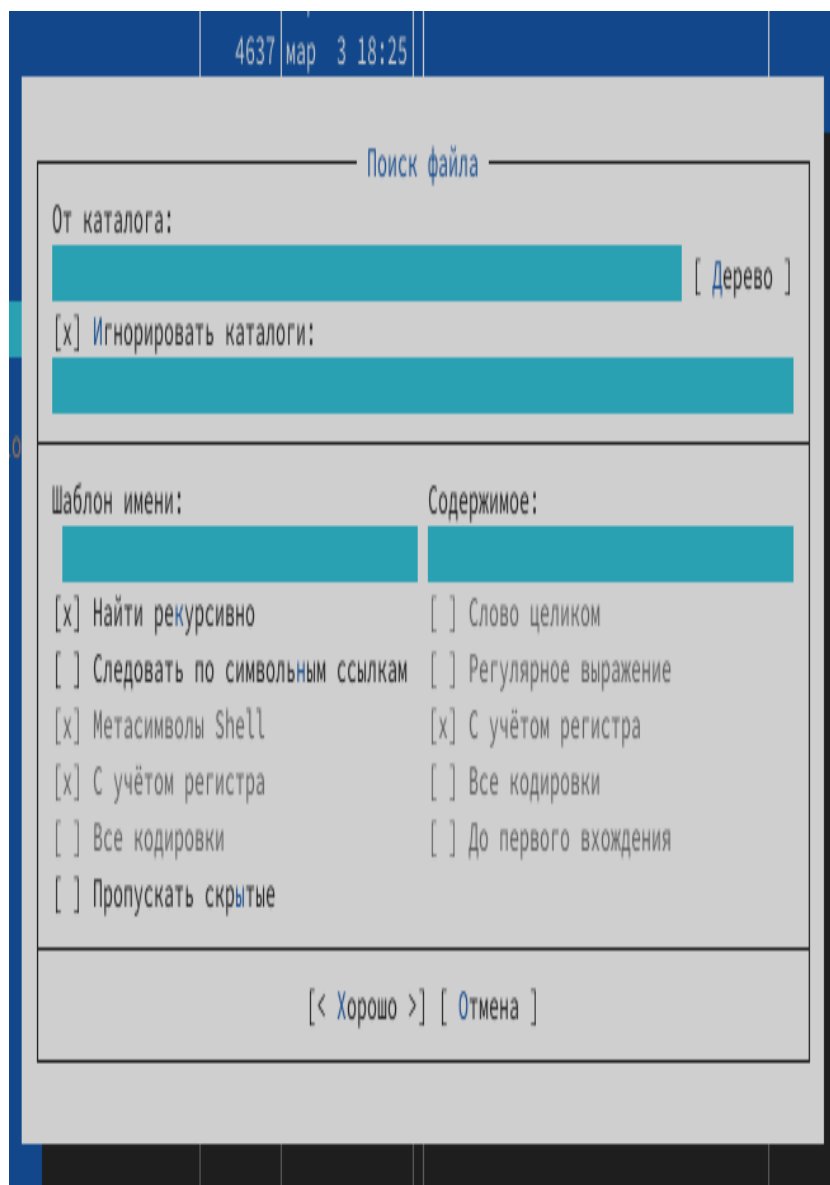 4637 мар 3 18:25
Поиск файла
От каталога:
[ Дерево ]
[x] Игнорировать каталоги:
Шаблон имени: Содержимое:
[x] Найти рекурсивно [ ] Слово целиком
[ ] Следовать по символьным ссылкам [ ] Регулярное выражение
[x] Метасимволы Shell [x] С учётом регистра
[x] С учётом регистра [ ] Все кодировки
[ ] Все кодировки [ ] До первого вхождения
[ ] Пропускать скрытые
[< Хорошо >] [ Отмена ]